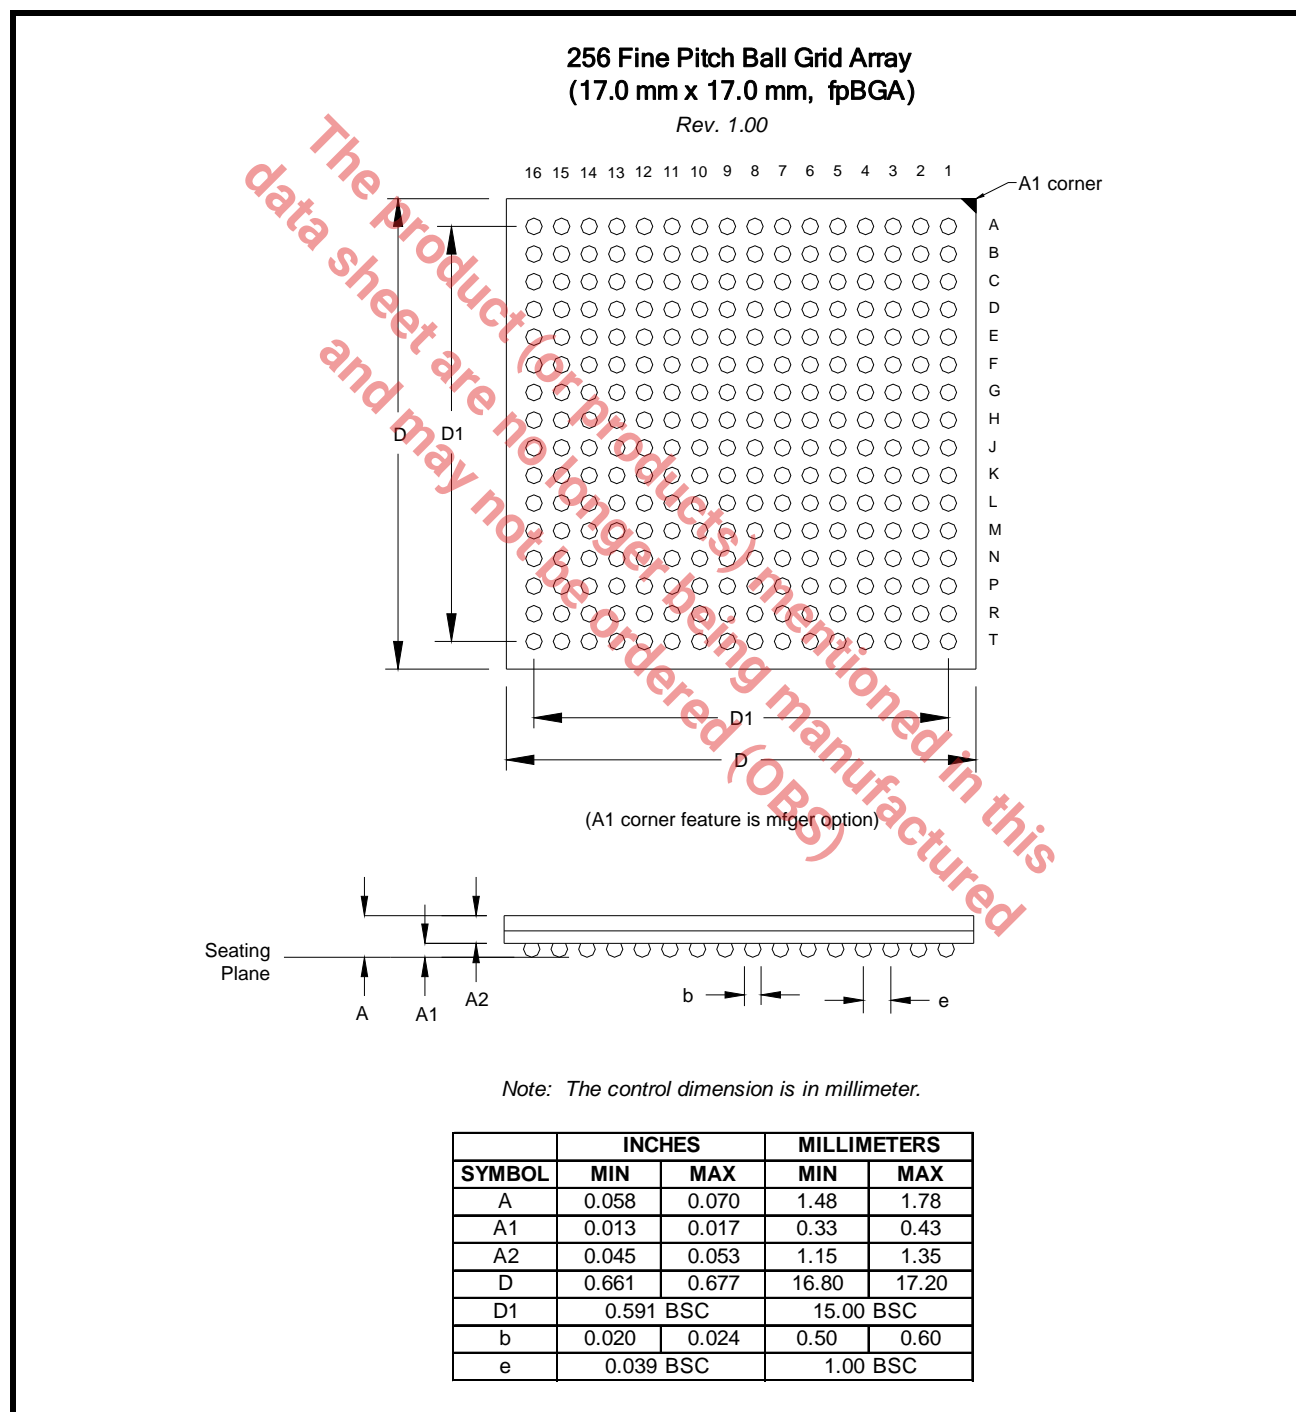 256 Fine Pitch Ball Grid Array
(17.0 mm x 17.0 mm, fpBGA)
Rev. 1.00
16 15 14 13 12 11 10 9 8 7 6 5 4 3 2 1
A1 corner
A
B
C
D
E
F
G
H
J
K
L
M
N
P
R
T
D D1
D1
D
(A1 corner feature is mfger option)
The product (or products) mentioned in this
data sheet are no longer being manufactured
and may not be ordered (OBS)
Seating
Plane
A A1 A2 b e
Note: The control dimension is in millimeter.
INCHES MILLIMETERS
SYMBOL MIN MAX MIN MAX
A 0.058 0.070 1.48 1.78
A1 0.013 0.017 0.33 0.43
A2 0.045 0.053 1.15 1.35
D 0.661 0.677 16.80 17.20
D1 0.591 BSC 15.00 BSC
b 0.020 0.024 0.50 0.60
e 0.039 BSC 1.00 BSC